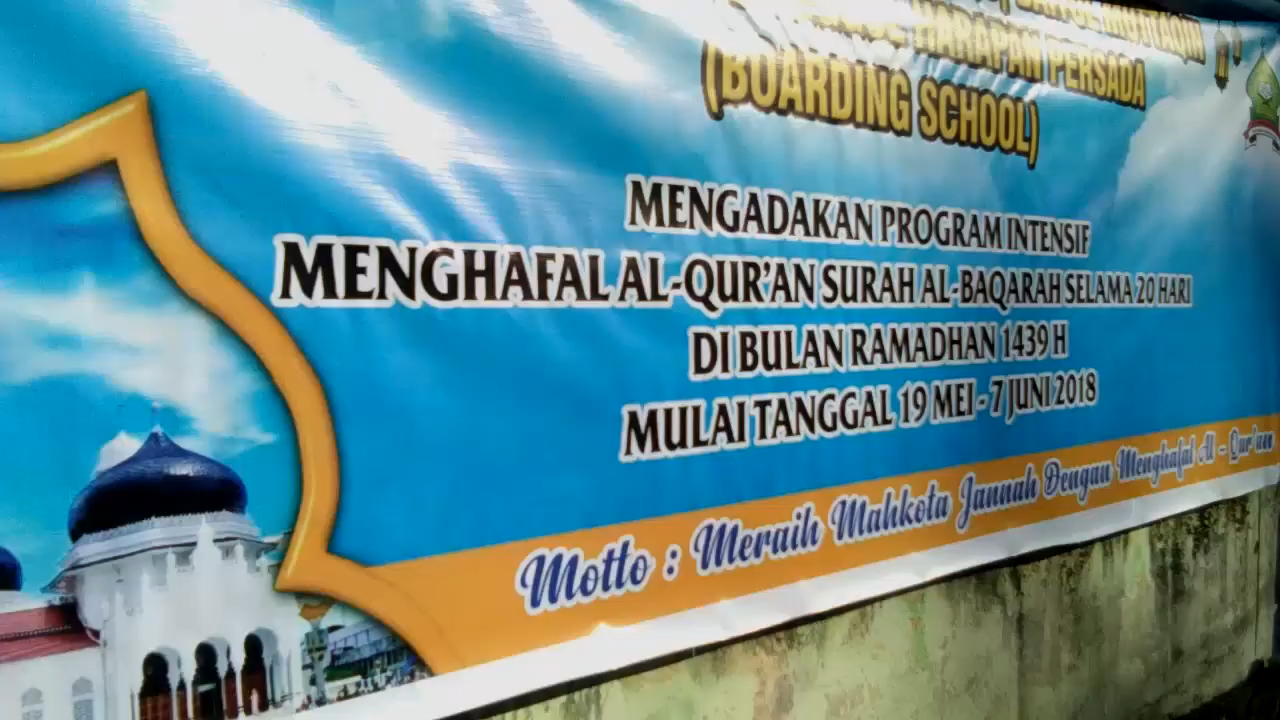 HARAPAN PERSADA
(BOARDING SCHOOL)
MENGADAKAN PROGRAM INTENSIF
MENGHAFAL AL-QUR'AN SURAH AL-BAQARAH SELAMA 20 HARI
DI BULAN RAMADHAN 1439 H
MULAI TANGGAL 19 MEI - 7 JUNI 2018
Motto : Meraih Mahkota Jannah Dengan Menghafal Al - Qur'aan